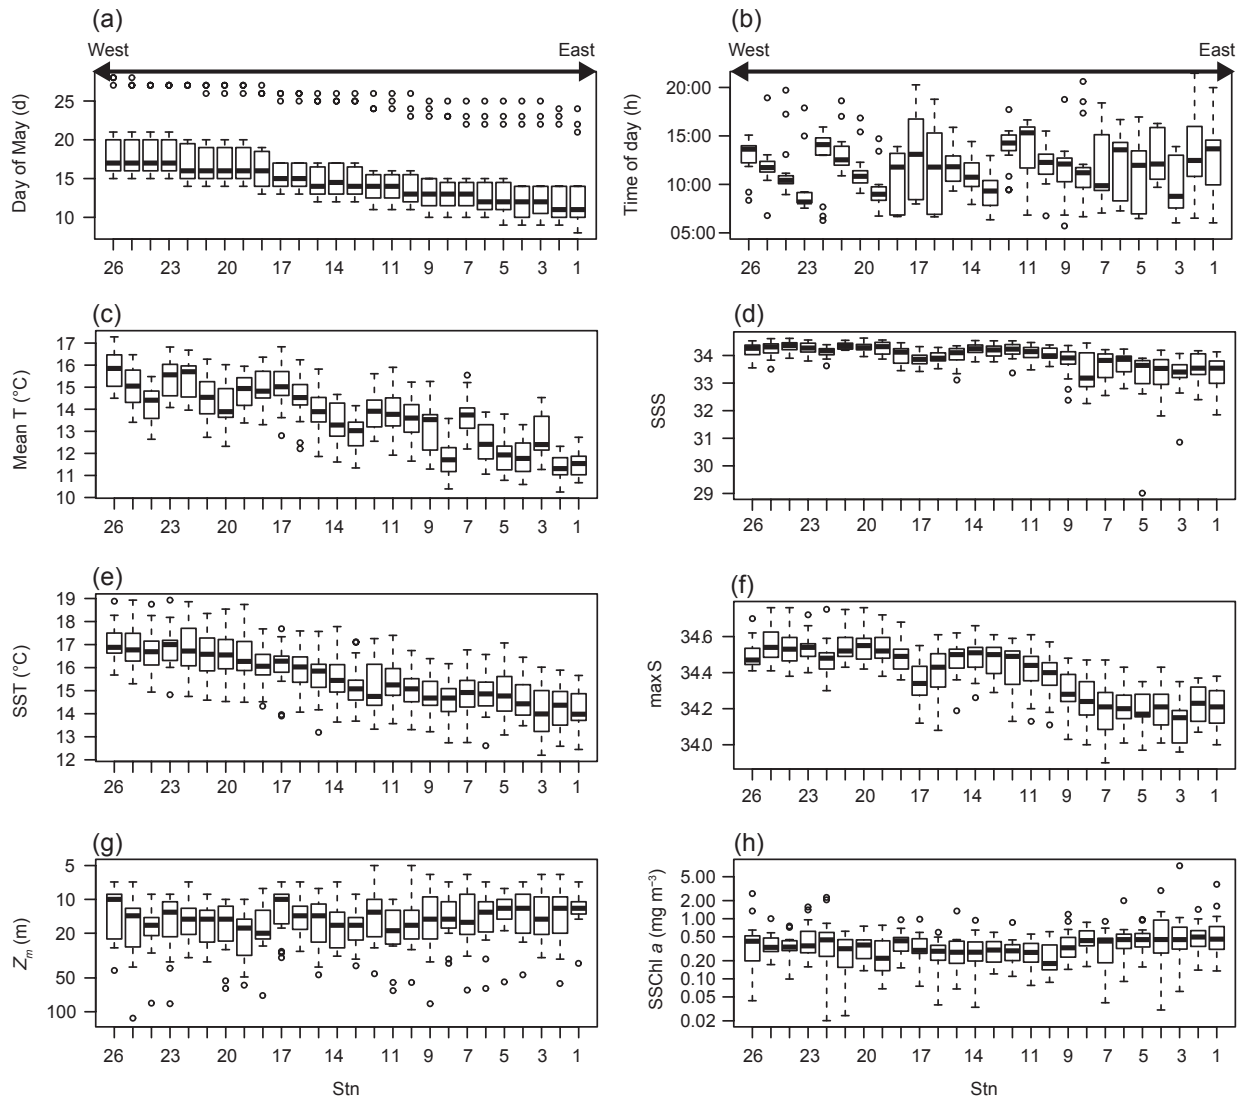 (a)
West East
Day of May (d)
25
20
15
10
26 23 20 17 14 11 9 7 5 3 1
(b)
West East
Time of day (h)
20:00
15:00
10:00
05:00
26 23 20 17 14 11 9 7 5 3 1
(c)
Mean T (°C)
17
16
15
14
13
12
11
10
26 23 20 17 14 11 9 7 5 3 1
(d)
SSS
34
33
32
31
30
29
26 23 20 17 14 11 9 7 5 3 1
(e)
SST (°C)
19
18
17
16
15
14
13
12
26 23 20 17 14 11 9 7 5 3 1
(f)
maxS
34.6
34.4
34.2
34.0
26 23 20 17 14 11 9 7 5 3 1
(g)
Zm (m)
5
10
20
50
100
26 23 20 17 14 11 9 7 5 3 1
Stn
(h)
SSChl a (mg m⁻³)
5.00
2.00
1.00
0.50
0.20
0.10
0.05
0.02
26 23 20 17 14 11 9 7 5 3 1
Stn